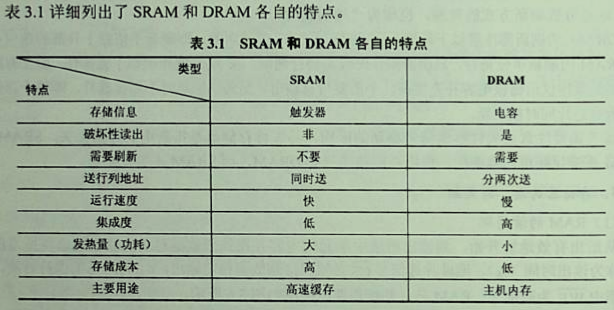 表 3.1 详细列出了 SRAM 和 DRAM 各自的特点。
表 3.1 SRAM 和 DRAM 各自的特点
类型
特点 SRAM DRAM
存储信息 触发器 电容
破坏性读出 非 是
需要刷新 不要 需要
送行列地址 同时送 分两次送
运行速度 快 慢
集成度 低 高
发热量（功耗） 大 小
存储成本 高 低
主要用途 高速缓存 主机内存